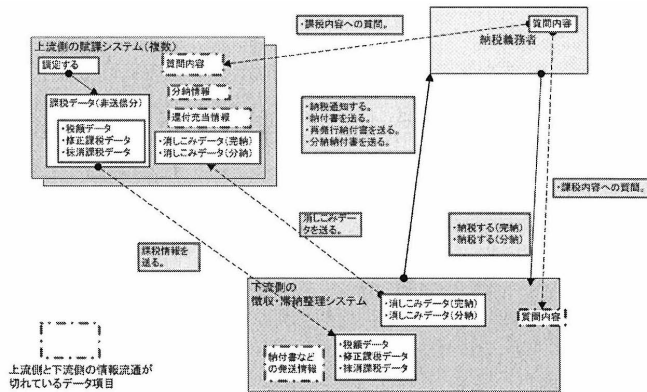 ・課税内容への質問。
質問内容
納税義務者
上流側の賦課システム(複数)
調定する
質問内容
分納情報
課税データ(非送信分)
還付充当情報
・税額データ
・修正課税データ
・抹消課税データ
・消しこみデータ(完納)
・消しこみデータ(分納)
・納税通知する。
・納付書を送る。
・再発行納付書を送る。
・分納納付書を送る。
・課税内容への質問。
消しこみデー
タを送る。
・納税する(完納)
・納税する(分納)
課税情報を
送る。
下流側の
徴収・滞納整理システム
・消しこみデータ(完納)
・消しこみデータ(分納)
質問内容
納付書など
の発送情報
・税額データ
・修正課税データ
・抹消課税データ
上流側と下流側の情報流通が
切れているデータ項目